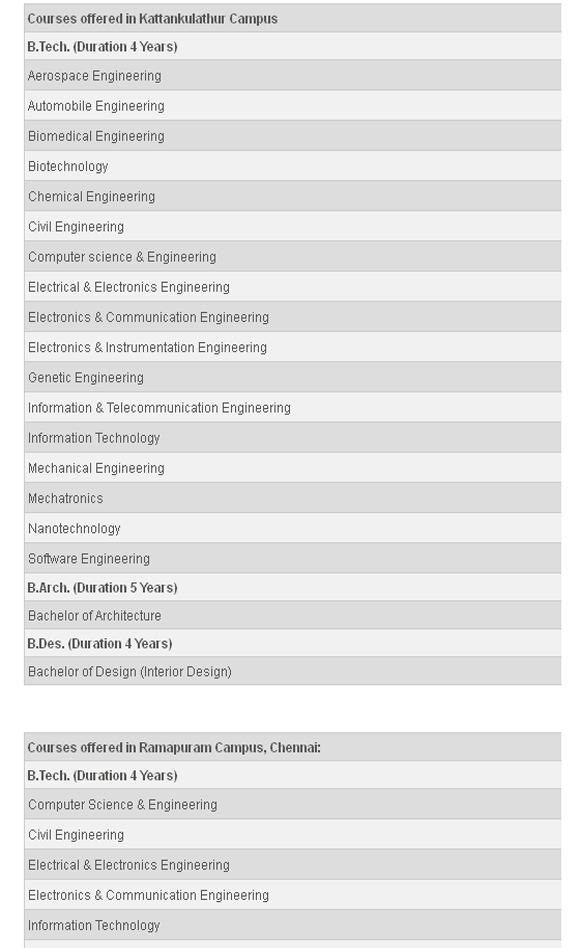 Courses offered in Kattankulathur Campus
B.Tech. (Duration 4 Years)
Aerospace Engineering
Automobile Engineering
Biomedical Engineering
Biotechnology
Chemical Engineering
Civil Engineering
Computer science & Engineering
Electrical & Electronics Engineering
Electronics & Communication Engineering
Electronics & Instrumentation Engineering
Genetic Engineering
Information & Telecommunication Engineering
Information Technology
Mechanical Engineering
Mechatronics
Nanotechnology
Software Engineering
B.Arch. (Duration 5 Years)
Bachelor of Architecture
B.Des. (Duration 4 Years)
Bachelor of Design (Interior Design)
Courses offered in Ramapuram Campus, Chennai:
B.Tech. (Duration 4 Years)
Computer Science & Engineering
Civil Engineering
Electrical & Electronics Engineering
Electronics & Communication Engineering
Information Technology